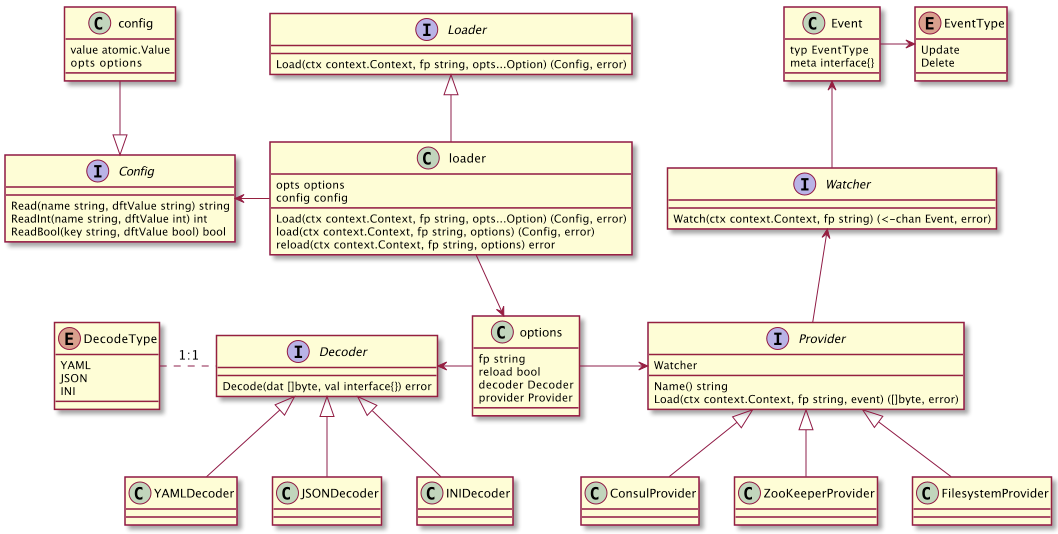 C config
value atomic.Value
opts options
I Loader
Load(ctx context.Context, fp string, opts...Option) (Config, error)
C Event
typ EventType
meta interface{}
E EventType
Update
Delete
I Config
Read(name string, dftValue string) string
ReadInt(name string, dftValue int) int
ReadBool(key string, dftValue bool) bool
C loader
opts options
config config
Load(ctx context.Context, fp string, opts...Option) (Config, error)
load(ctx context.Context, fp string, options) (Config, error)
reload(ctx context.Context, fp string, options) error
I Watcher
Watch(ctx context.Context, fp string) (<-chan Event, error)
E DecodeType
YAML
JSON
INI
1:1
I Decoder
Decode(dat []byte, val interface{}) error
C options
fp string
reload bool
decoder Decoder
provider Provider
I Provider
Watcher
Name() string
Load(ctx context.Context, fp string, event) ([]byte, error)
C YAMLDecoder
C JSONDecoder
C INIDecoder
C ConsulProvider
C ZooKeeperProvider
C FilesystemProvider